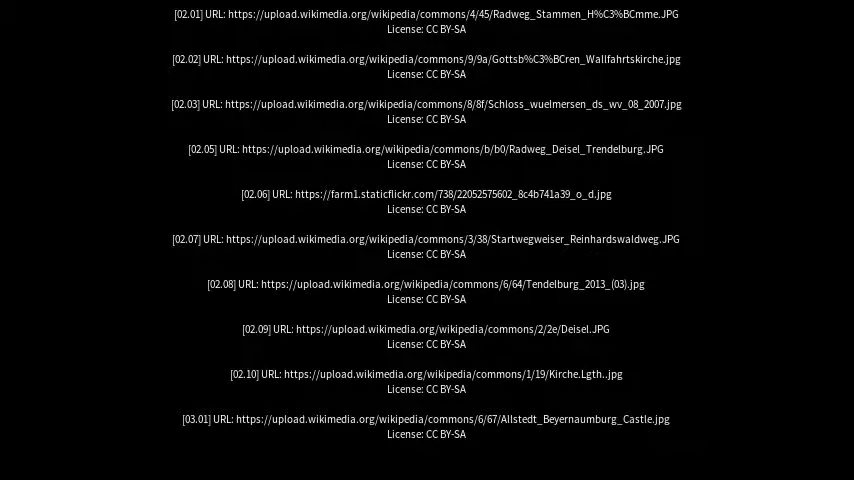 [02.01] URL: https://upload.wikimedia.org/wikipedia/commons/4/45/Radweg_Stammen_H%C3%BCmme.JPG
License: CC BY-SA
[02.02] URL: https://upload.wikimedia.org/wikipedia/commons/9/9a/Gottsb%C3%BCren_Wallfahrtskirche.jpg
License: CC BY-SA
[02.03] URL: https://upload.wikimedia.org/wikipedia/commons/8/8f/Schloss_wuelmersen_ds_wv_08_2007.jpg
License: CC BY-SA
[02.05] URL: https://upload.wikimedia.org/wikipedia/commons/b/b0/Radweg_Deisel_Trendelburg.JPG
License: CC BY-SA
[02.06] URL: https://farm1.staticflickr.com/738/22052575602_8c4b741a39_o_d.jpg
License: CC BY-SA
[02.07] URL: https://upload.wikimedia.org/wikipedia/commons/3/38/Startwegweiser_Reinhardswaldweg.JPG
License: CC BY-SA
[02.08] URL: https://upload.wikimedia.org/wikipedia/commons/6/64/Tendelburg_2013_(03).jpg
License: CC BY-SA
[02.09] URL: https://upload.wikimedia.org/wikipedia/commons/2/2e/Deisel.JPG
License: CC BY-SA
[02.10] URL: https://upload.wikimedia.org/wikipedia/commons/1/19/Kirche.Lgth..jpg
License: CC BY-SA
[03.01] URL: https://upload.wikimedia.org/wikipedia/commons/6/67/Allstedt_Beyernaumburg_Castle.jpg
License: CC BY-SA